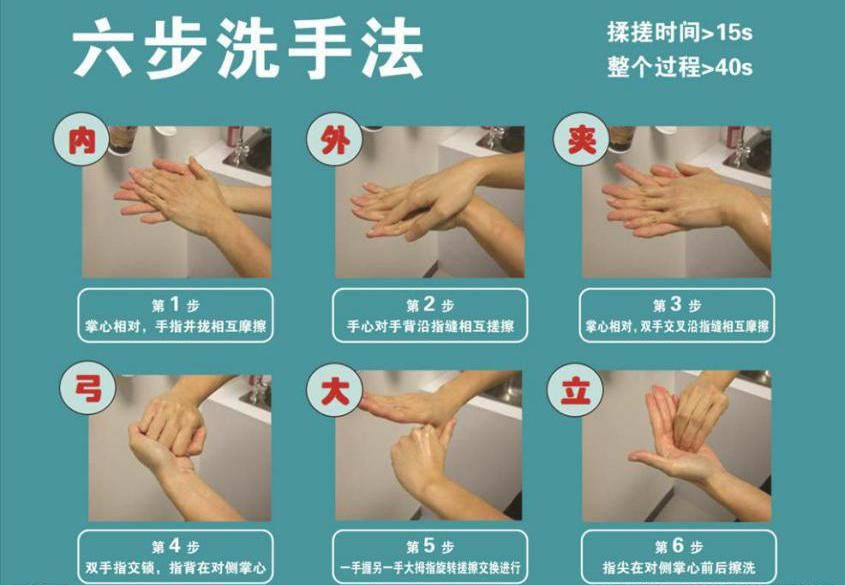 六步洗手法
揉搓时间>15s
整个过程>40s
内
外
夹
第1步
掌心相对，手指并拢相互摩擦
第2步
手心对手背沿指缝相互搓擦
第3步
掌心相对，双手交叉沿指缝相互摩擦
弓
大
立
第4步
双手指交锁，指背在对侧掌心
第5步
一手握另一手大拇指旋转搓擦交换进行
第6步
指尖在对侧掌心前后擦洗